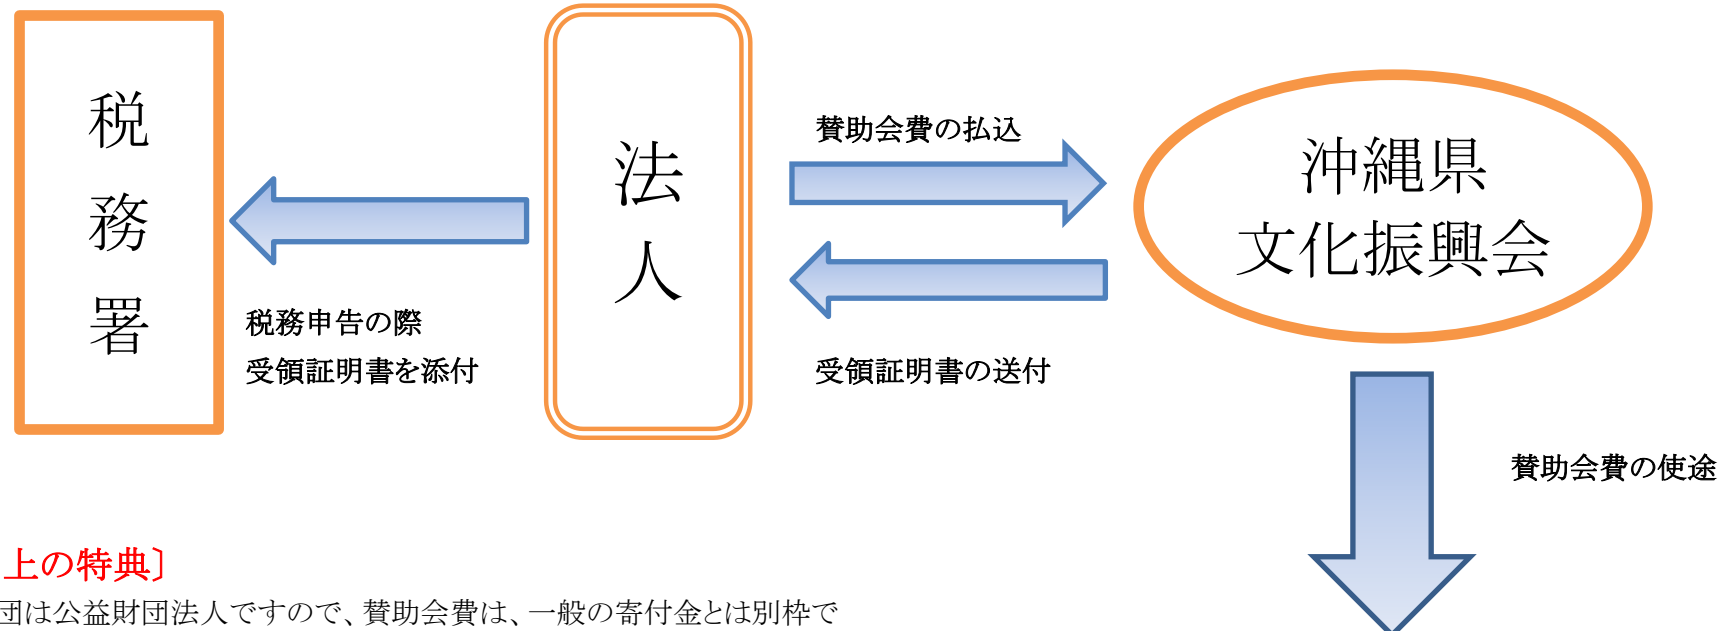 税務署
法人
賛助会費の払込
沖縄県
文化振興会
税務申告の際
受領証明書を添付
受領証明書の送付
賛助会費の使途
上の特典〕
団は公益財団法人ですので、賛助会費は、一般の寄付金とは別枠で